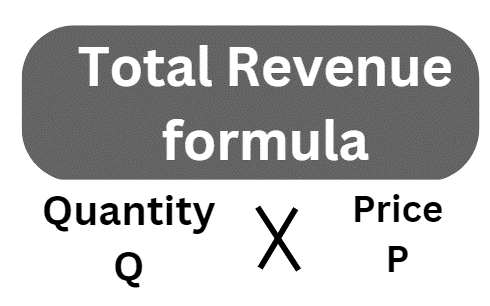 Total Revenue
formula
Quantity X Price
Q P